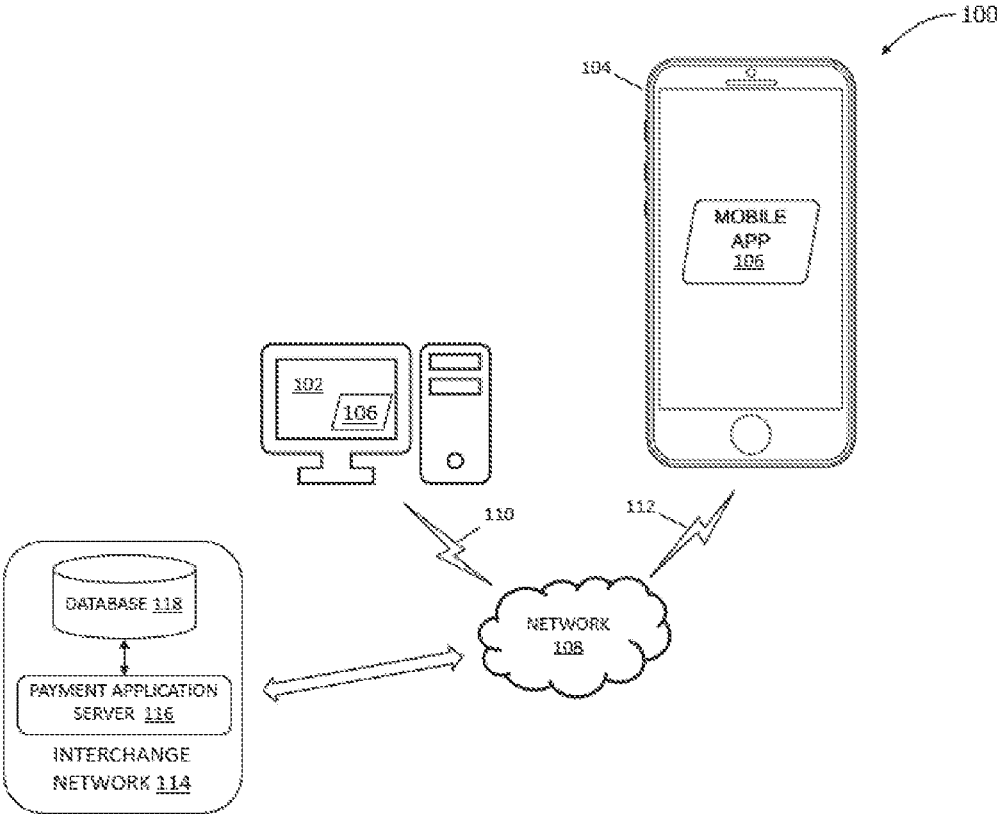 100
104
MOBILE
APP
106
102
106
110
112
DATABASE 118
NETWORK
108
PAYMENT APPLICATION
SERVER 116
INTERCHANGE
NETWORK 114